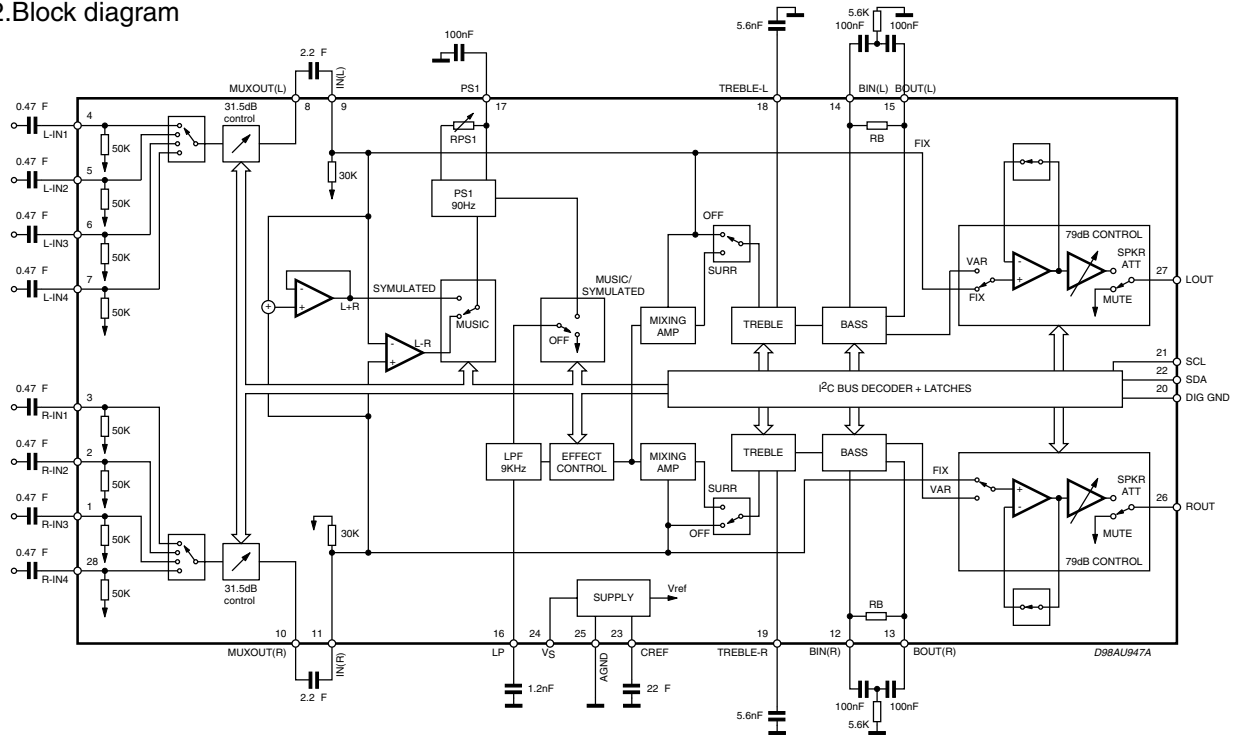 2.Block diagram
5.6nF
5.6K
100nF 100nF
100nF
2.2 F
IN(L)
MUXOUT(L)
8 9
PS1
17
TREBLE-L
18
14
BIN(L)
BOUT(L)
15
0.47 F
4
L-IN1
50K
31.5dB
control
RPS1
RB
FIX
0.47 F
5
L-IN2
50K
30K
PS1
90Hz
0.47 F
6
L-IN3
50K
OFF
SURR
79dB CONTROL
SPKR
ATT
VAR
FIX
MUTE
27
LOUT
0.47 F
7
L-IN4
50K
+
-
+
L+R
SYMULATED
MUSIC
MUSIC/
SYMULATED
OFF
MIXING
AMP
TREBLE
BASS
-
+
-
+
L-R
21
SCL
22
SDA
20
DIG GND
I2C BUS DECODER + LATCHES
0.47 F
3
R-IN1
50K
0.47 F
2
R-IN2
50K
LPF
9KHz
EFFECT
CONTROL
MIXING
AMP
TREBLE
BASS
0.47 F
1
R-IN3
50K
30K
SURR
OFF
FIX
VAR
+
-
SPKR
ATT
MUTE
26
ROUT
79dB CONTROL
0.47 F
28
R-IN4
50K
31.5dB
control
SUPPLY
Vref
RB
10 11
MUXOUT(R)
IN(R)
16
LP
24
VS
25
AGND
23
CREF
19
TREBLE-R
12
BIN(R)
13
BOUT(R)
D98AU947A
2.2 F
1.2nF
22 F
5.6nF
100nF 100nF
5.6K